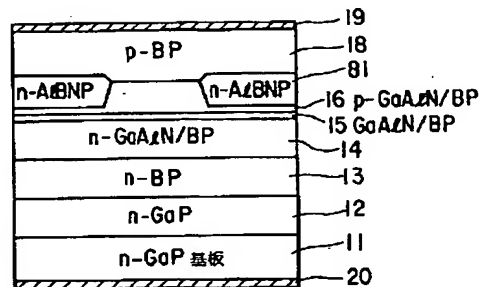 19
p-BP 18
n-AlBNP n-AlBNP 81
16 p-GaAlN/BP
15 GaAlN/BP
n-GaAlN/BP 14
n-BP 13
n-GaP 12
n-GaP 基板 11
20